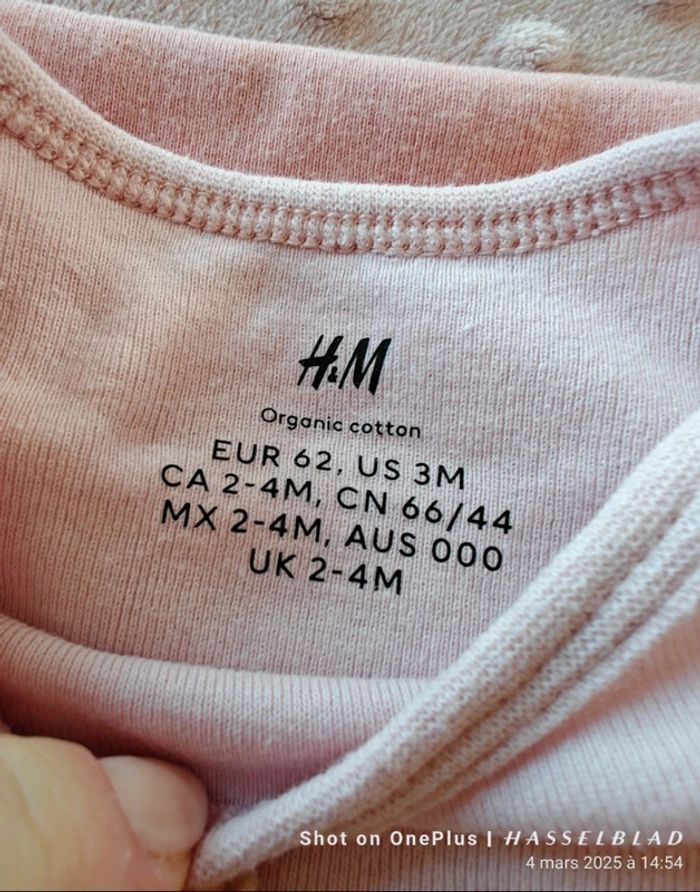 H&M
Organic cotton
EUR 62, US 3M
CA 2-4M, CN 66/44
MX 2-4M, AUS 000
UK 2-4M
Shot on OnePlus | HASSELBLAD
4 mars 2025 à 14:54